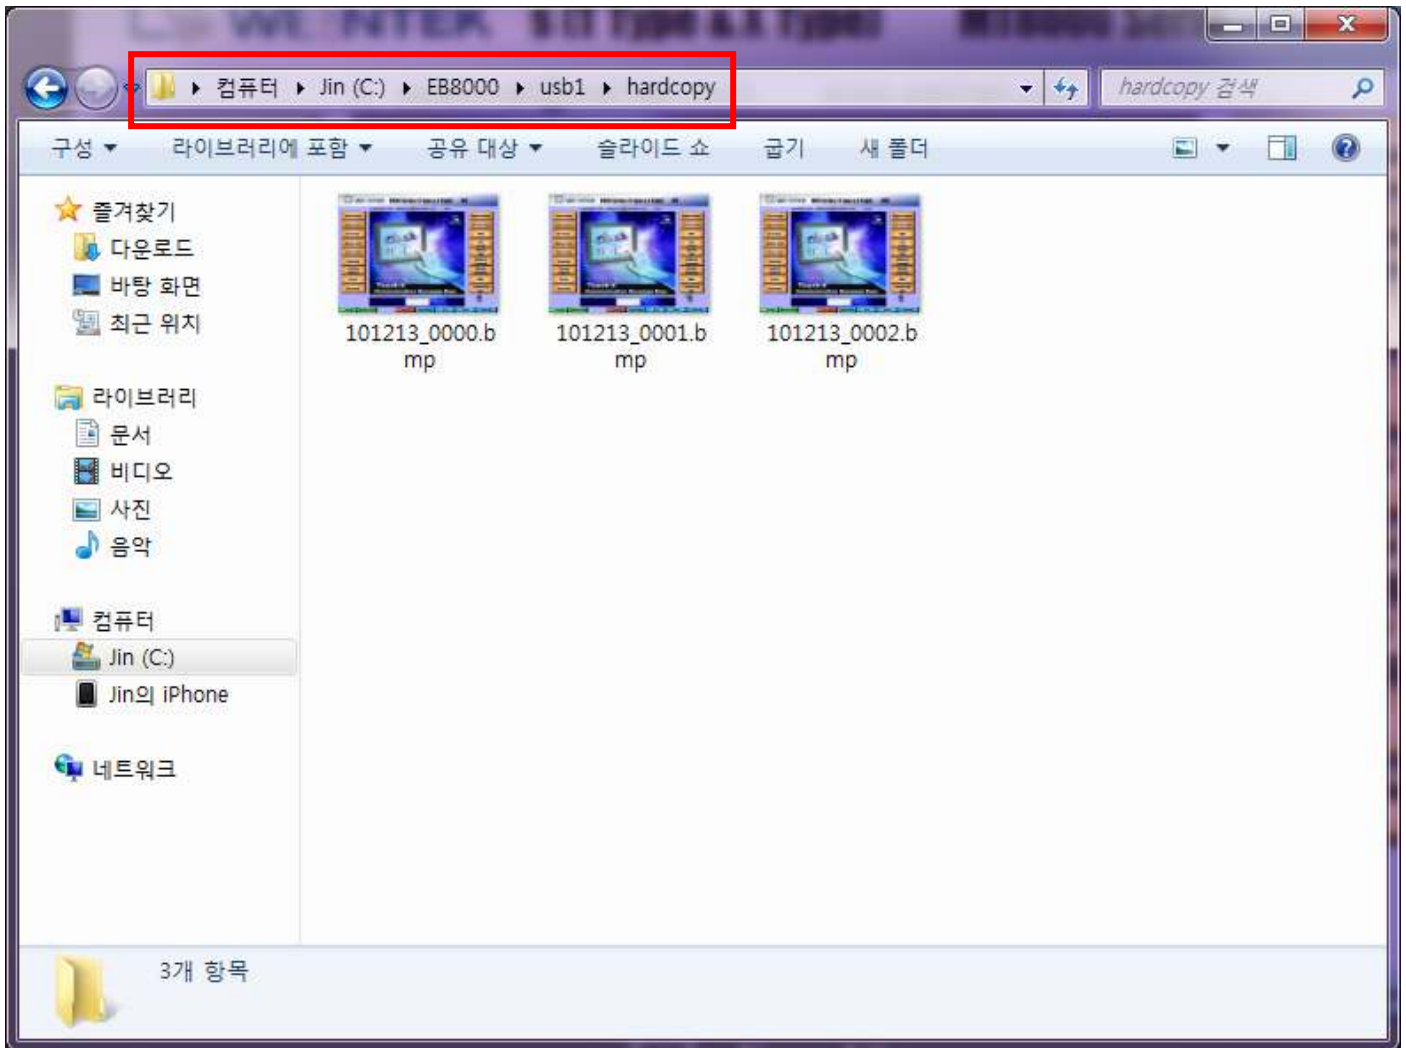 컴퓨터 Jin (C:) EB8000 usb1 hardcopy
hardcopy 검색
구성 라이브러리에 포함 공유 대상 슬라이드 쇼 굽기 새 폴더
즐겨찾기
다운로드
바탕 화면
최근 위치
라이브러리
문서
비디오
사진
음악
컴퓨터
Jin (C:)
Jin의 iPhone
네트워크
101213_0000.b
mp
101213_0001.b
mp
101213_0002.b
mp
3개 항목